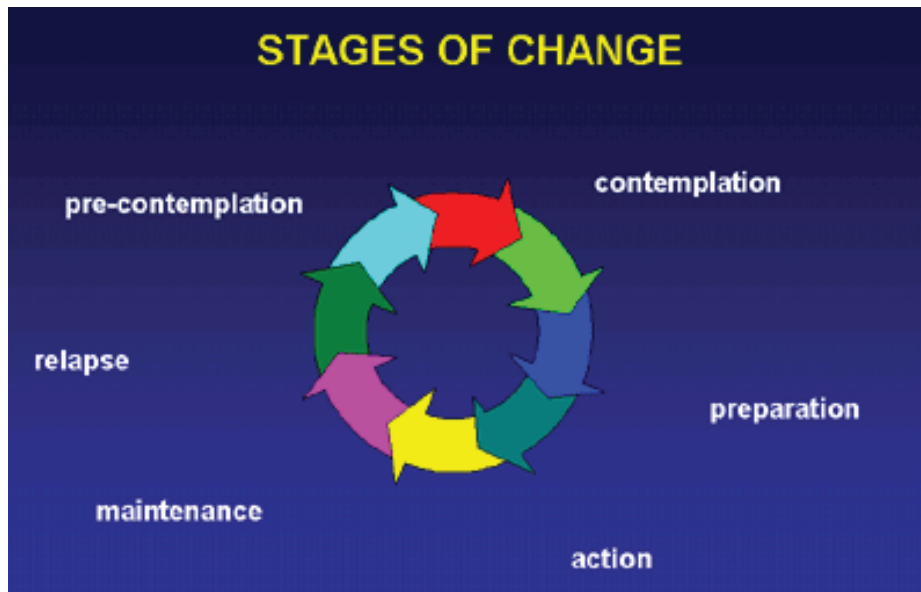 STAGES OF CHANGE
contemplation
pre-contemplation
relapse
preparation
maintenance
action